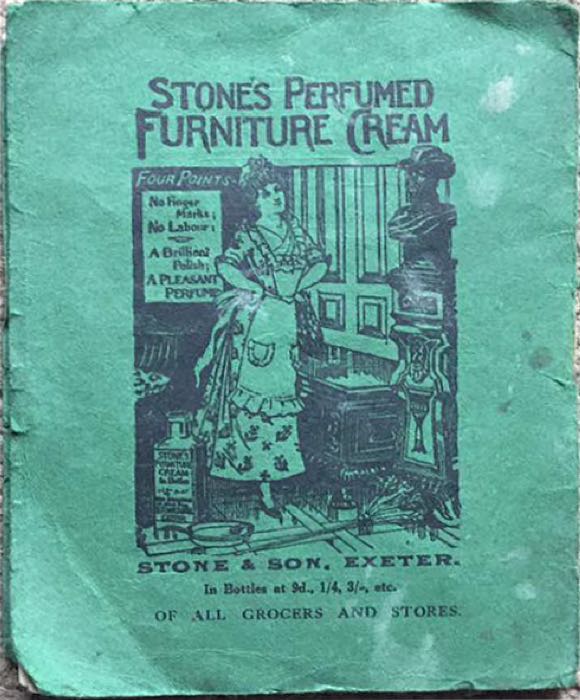 STONE'S PERFUMED
FURNITURE CREAM
FOUR POINTS-
No Finger
Marks;
No Labour;
A Brilliant
Polish;
A PLEASANT
PERFUME
STONE'S
FURNITURE
CREAM
STONE & SON, EXETER.
In Bottles at 9d., 1/4, 3/-, etc.
OF ALL GROCERS AND STORES.